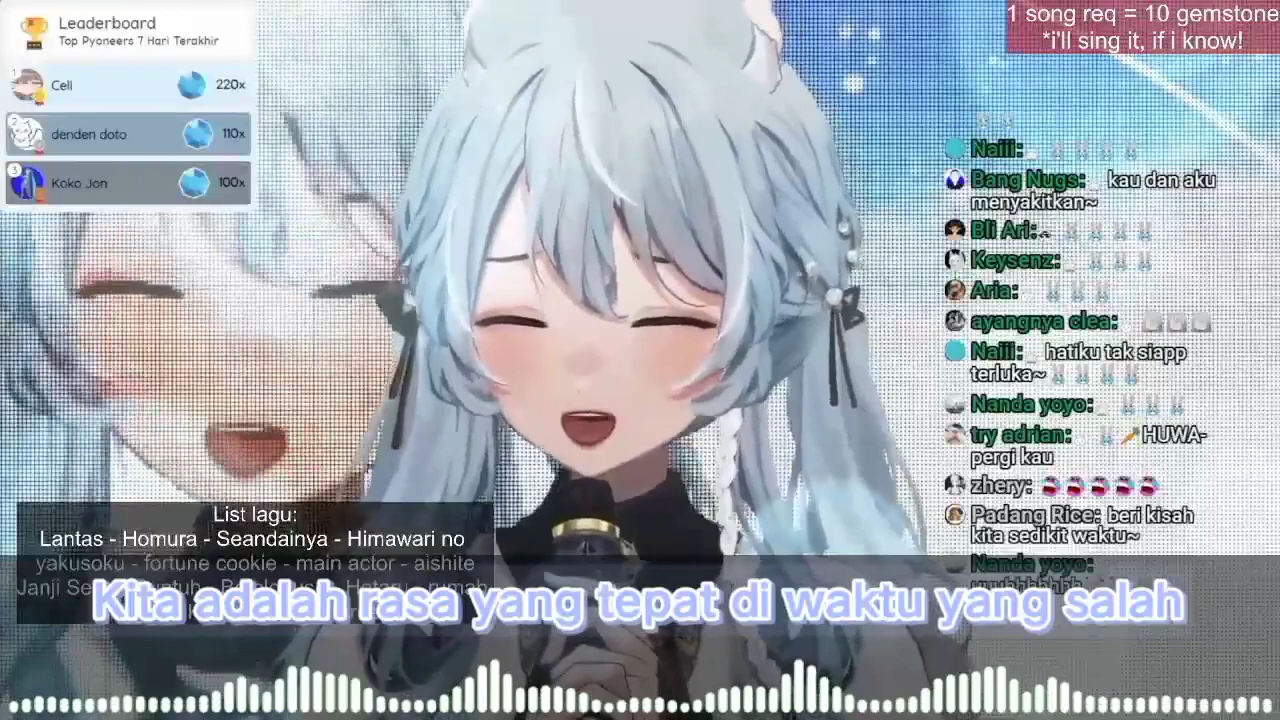 Leaderboard
Top Pyoneers 7 Hari Terakhir
1
Cell
220x
denden doto
110x
3
Koko Jon
100x
1 song req = 10 gemstone
*i'll sing it, if i know!
Naiii:
Bang Nugs: kau dan aku
menyakitkan~
Bli Ari:
Keysenz:
Aria:
ayangnya clea:
Naiii: hatiku tak siapp
terluka~
Nanda yoyo:
try adrian: HUWA-
pergi kau
zhery:
Padang Rice: beri kisah
kita sedikit waktu~
Nanda yoyo:
List lagu:
Lantas - Homura - Seandainya - Himawari no
yakusoku - fortune cookie - main actor - aishite
Janji
rumah
Kita adalah rasa yang tepat di waktu yang salah